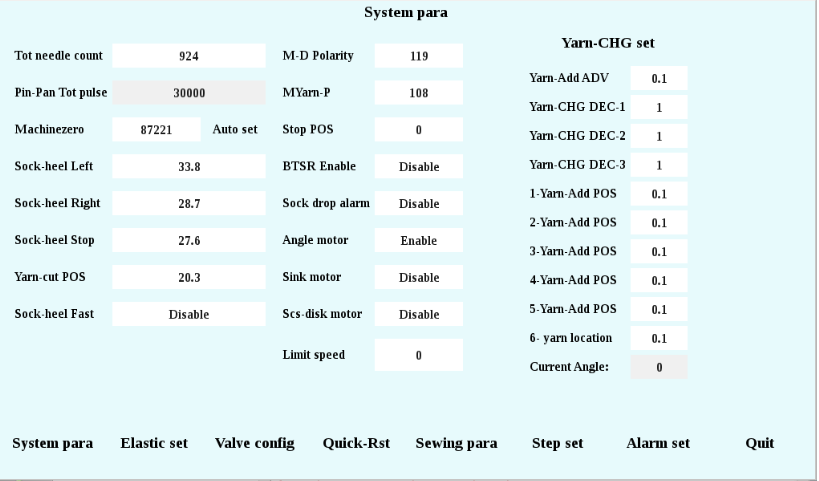 System para
Tot needle count 924
Pin-Pan Tot pulse 30000
Machinezero 87221 Auto set
Sock-heel Left 33.8
Sock-heel Right 28.7
Sock-heel Stop 27.6
Yarn-cut POS 20.3
Sock-heel Fast Disable
M-D Polarity 119
MYarn-P 108
Stop POS 0
BTSR Enable Disable
Sock drop alarm Disable
Angle motor Enable
Sink motor Disable
Scs-disk motor Disable
Limit speed 0
Yarn-CHG set
Yarn-Add ADV 0.1
Yarn-CHG DEC-1 1
Yarn-CHG DEC-2 1
Yarn-CHG DEC-3 1
1-Yarn-Add POS 0.1
2-Yarn-Add POS 0.1
3-Yarn-Add POS 0.1
4-Yarn-Add POS 0.1
5-Yarn-Add POS 0.1
6- yarn location 0.1
Current Angle: 0
System para Elastic set Valve config Quick-Rst Sewing para Step set Alarm set Quit